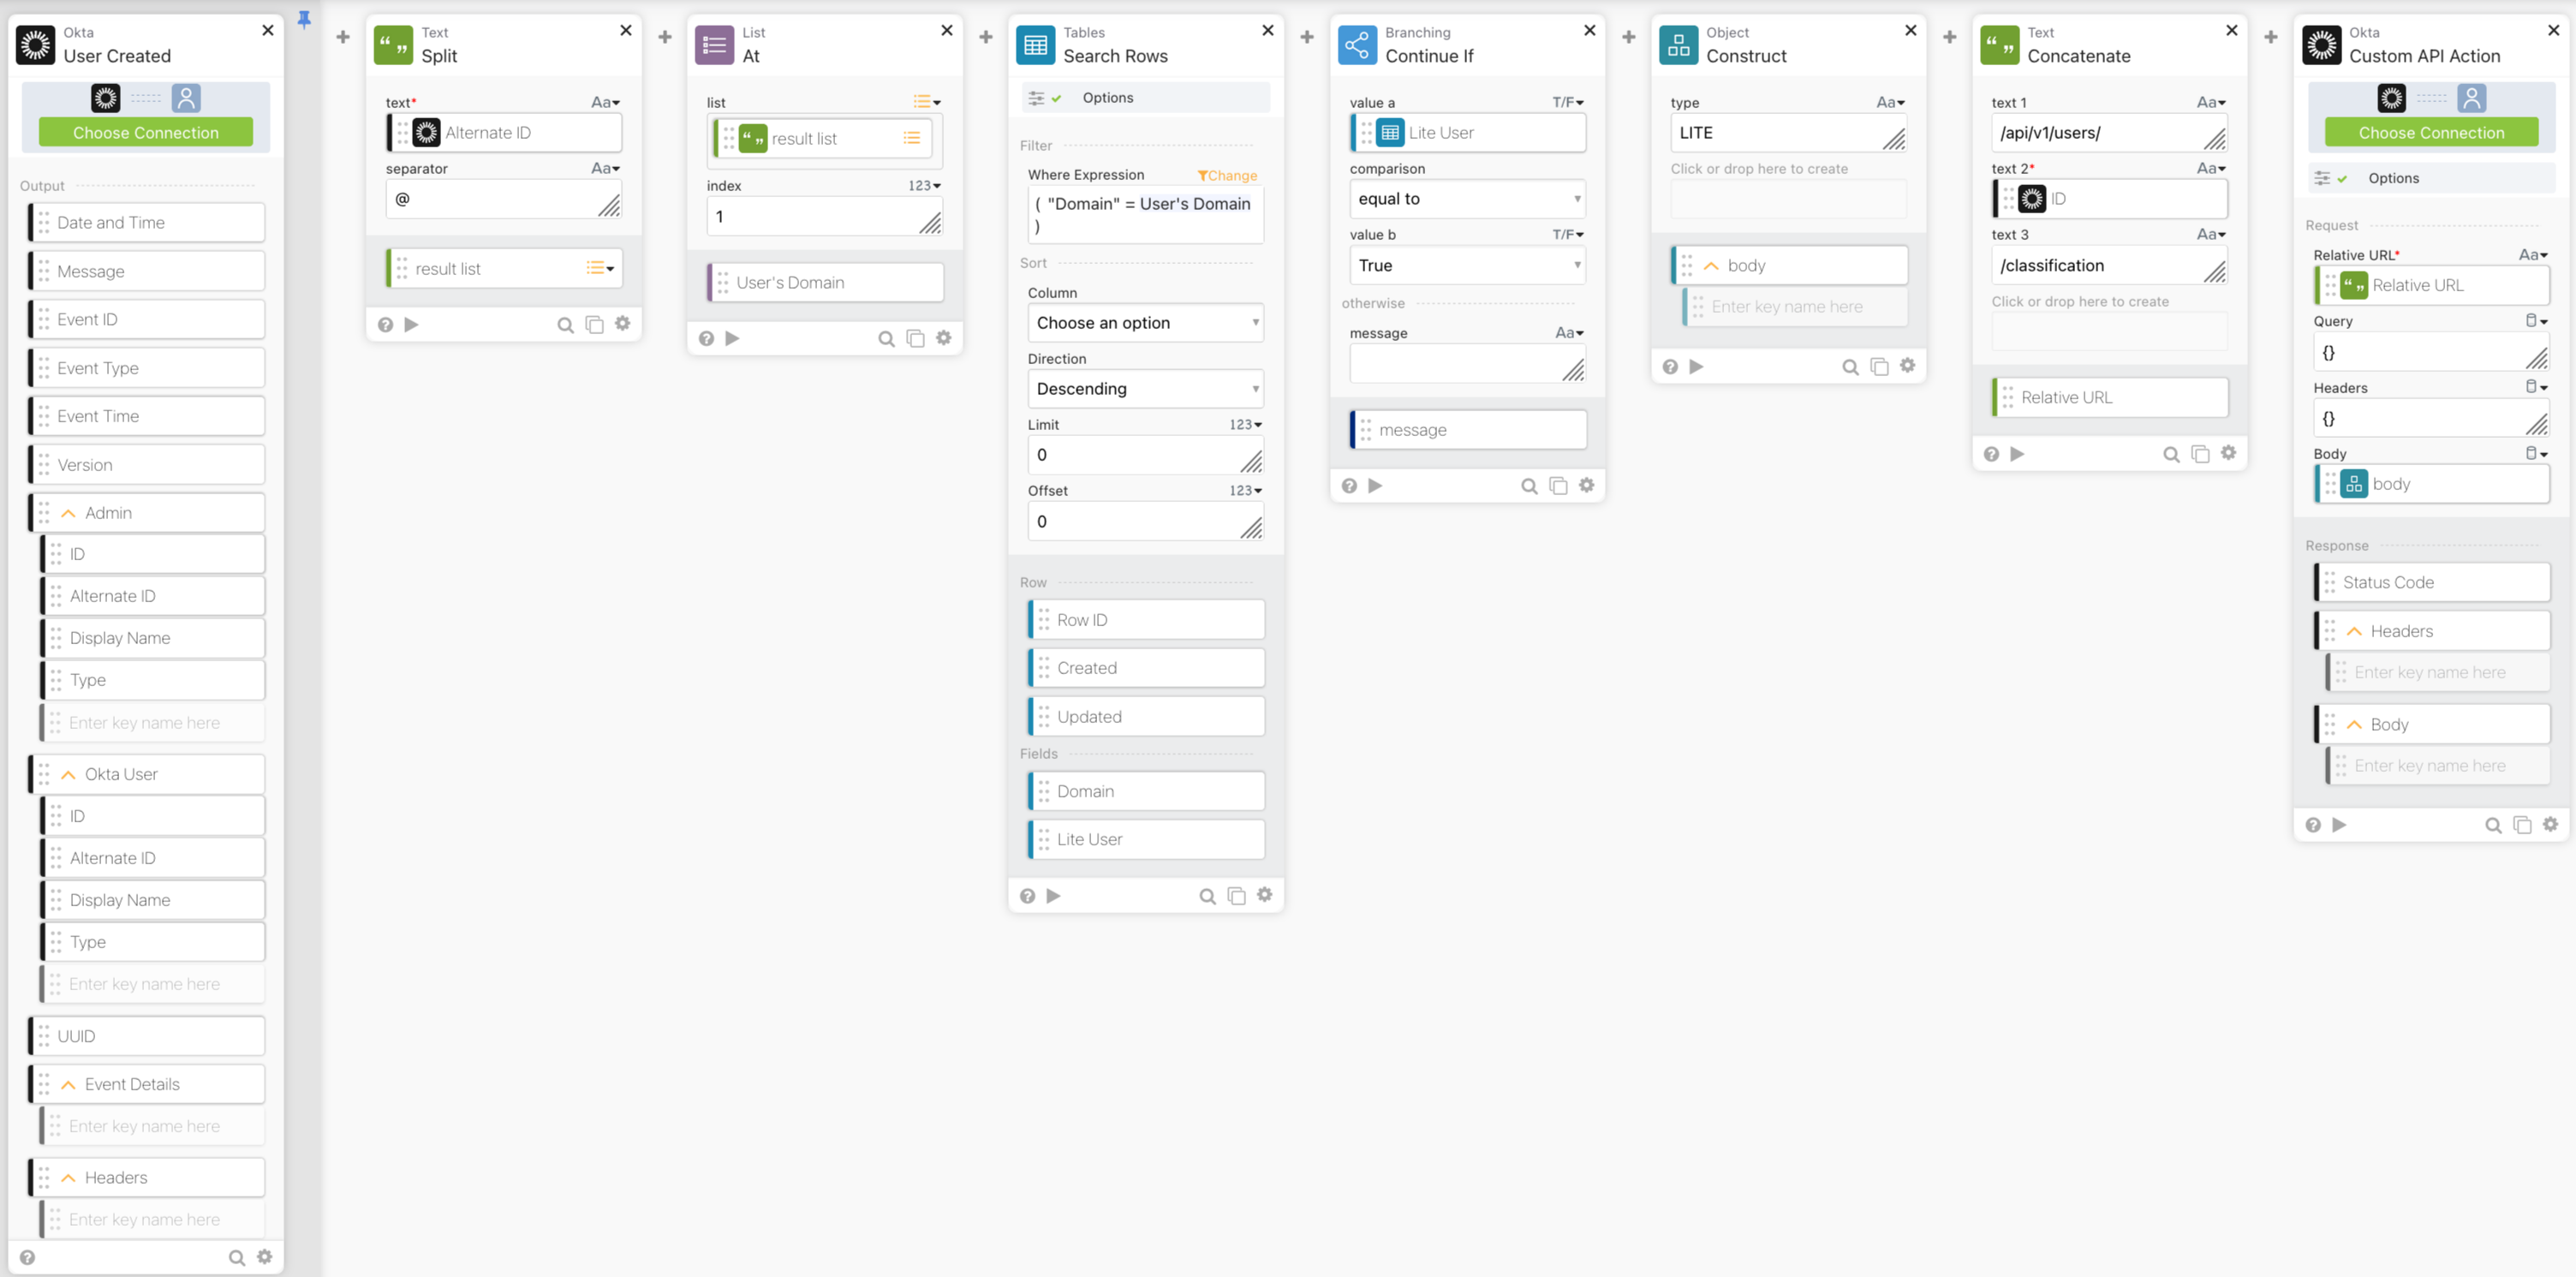 Okta
User Created
Choose Connection
Output
Date and Time
Message
Event ID
Event Type
Event Time
Version
Admin
ID
Alternate ID
Display Name
Type
Enter key name here
Okta User
ID
Alternate ID
Display Name
Type
Enter key name here
UUID
Event Details
Enter key name here
Headers
Enter key name here
?
+
Text
Split
text* Aa
Alternate ID
separator Aa
@
result list
?
+
List
At
list
“ ” result list
index 123
1
User's Domain
?
+
Tables
Search Rows
Options
Filter
Where Expression Change
( "Domain" = User's Domain
)
Sort
Column
Choose an option
Direction
Descending
Limit 123
0
Offset 123
0
Row
Row ID
Created
Updated
Fields
Domain
Lite User
?
+
Branching
Continue If
value a T/F
Lite User
comparison
equal to
value b T/F
True
otherwise
message Aa
message
?
+
Object
Construct
type Aa
LITE
Click or drop here to create
body
Enter key name here
?
+
Text
Concatenate
text 1 Aa
/api/v1/users/
text 2* Aa
ID
text 3 Aa
/classification
Click or drop here to create
Relative URL
?
+
Okta
Custom API Action
Choose Connection
Options
Request
Relative URL* Aa
“ ” Relative URL
Query
{}
Headers
{}
Body
body
Response
Status Code
Headers
Enter key name here
Body
Enter key name here
?